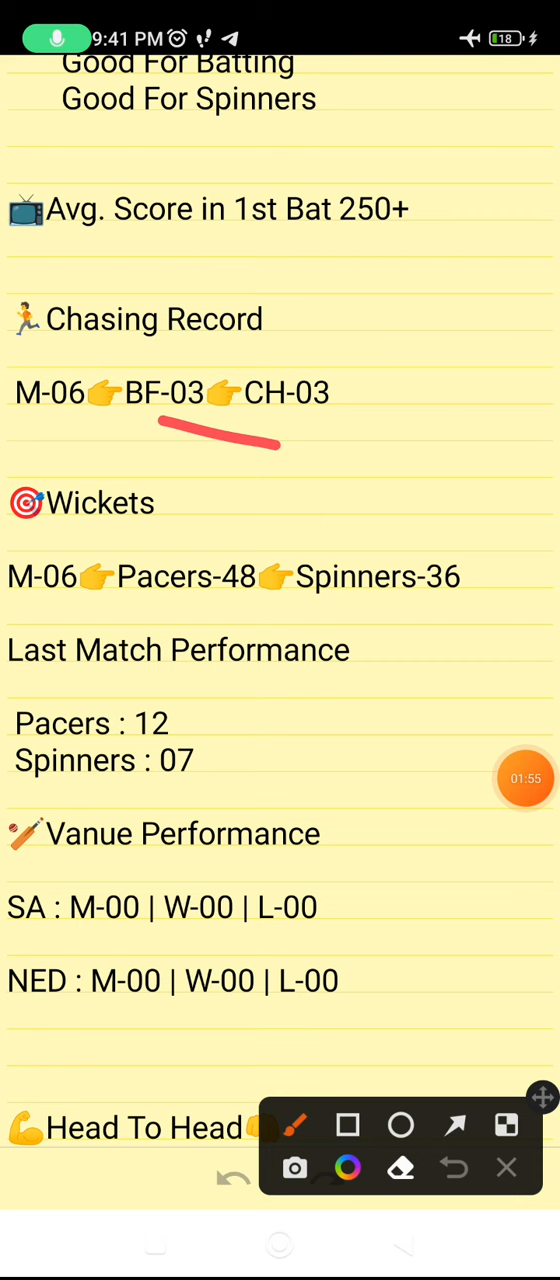 9:41 PM 18
Good For Batting
Good For Spinners
📺Avg. Score in 1st Bat 250+
🏃Chasing Record
M-06👉BF-03👉CH-03
🎯Wickets
M-06👉Pacers-48👉Spinners-36
Last Match Performance
Pacers : 12
Spinners : 07
01:55
🏏Vanue Performance
SA : M-00 | W-00 | L-00
NED : M-00 | W-00 | L-00
💪Head To Head👊